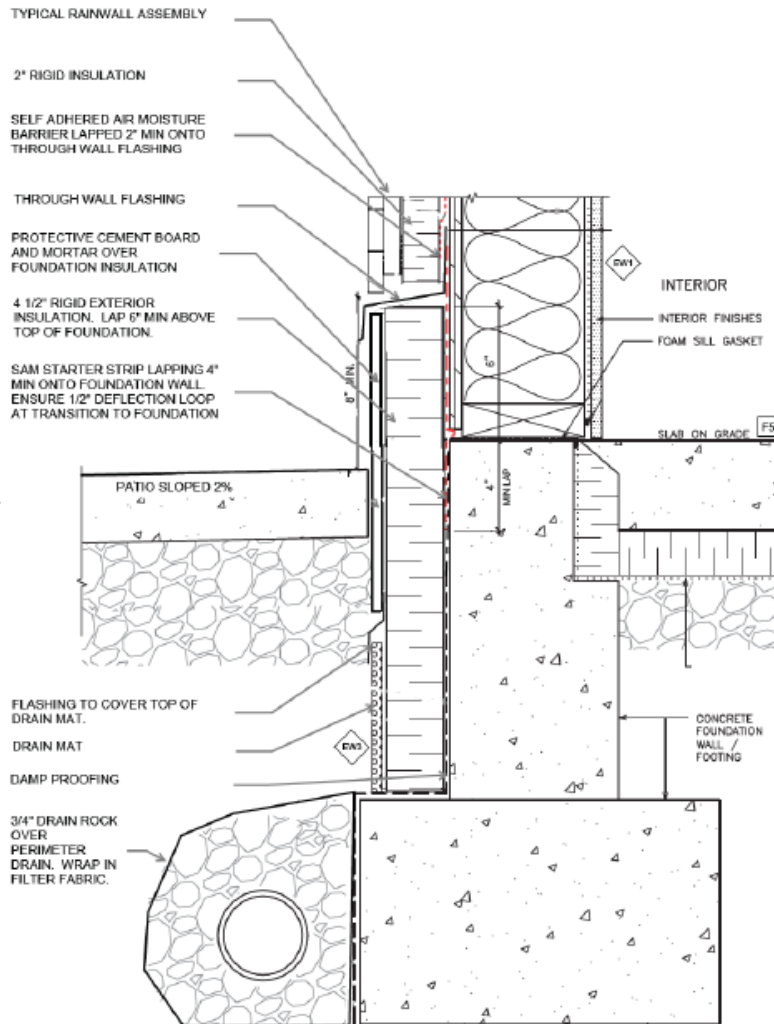 TYPICAL RAINWALL ASSEMBLY
2" RIGID INSULATION
SELF ADHERED AIR MOISTURE
BARRIER LAPPED 2" MIN ONTO
THROUGH WALL FLASHING
THROUGH WALL FLASHING
PROTECTIVE CEMENT BOARD
AND MORTAR OVER
FOUNDATION INSULATION
4 1/2" RIGID EXTERIOR
INSULATION. LAP 6" MIN ABOVE
TOP OF FOUNDATION.
SAM STARTER STRIP LAPPING 4"
MIN ONTO FOUNDATION WALL.
ENSURE 1/2" DEFLECTION LOOP
AT TRANSITION TO FOUNDATION
8" MIN.
6"
4"
MIN LAP
EW1
INTERIOR
INTERIOR FINISHES
FOAM SILL GASKET
SLAB ON GRADE
F5
PATIO SLOPED 2%
FLASHING TO COVER TOP OF
DRAIN MAT.
DRAIN MAT
DAMP PROOFING
3/4" DRAIN ROCK
OVER
PERIMETER
DRAIN. WRAP IN
FILTER FABRIC.
CONCRETE
FOUNDATION
WALL /
FOOTING